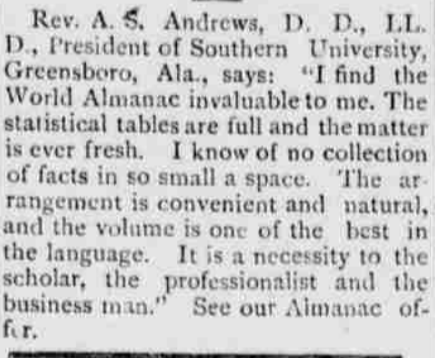 Rev. A. S. Andrews, D. D., LL.
D., President of Southern University,
Greensboro, Ala., says: "I find the
World Almanac invaluable to me. The
statistical tables are full and the matter
is ever fresh. I know of no collection
of facts in so small a space. The ar-
rangement is convenient and natural,
and the volume is one of the best in
the language. It is a necessity to the
scholar, the professionalist and the
business man." See our Almanac of-
fer.